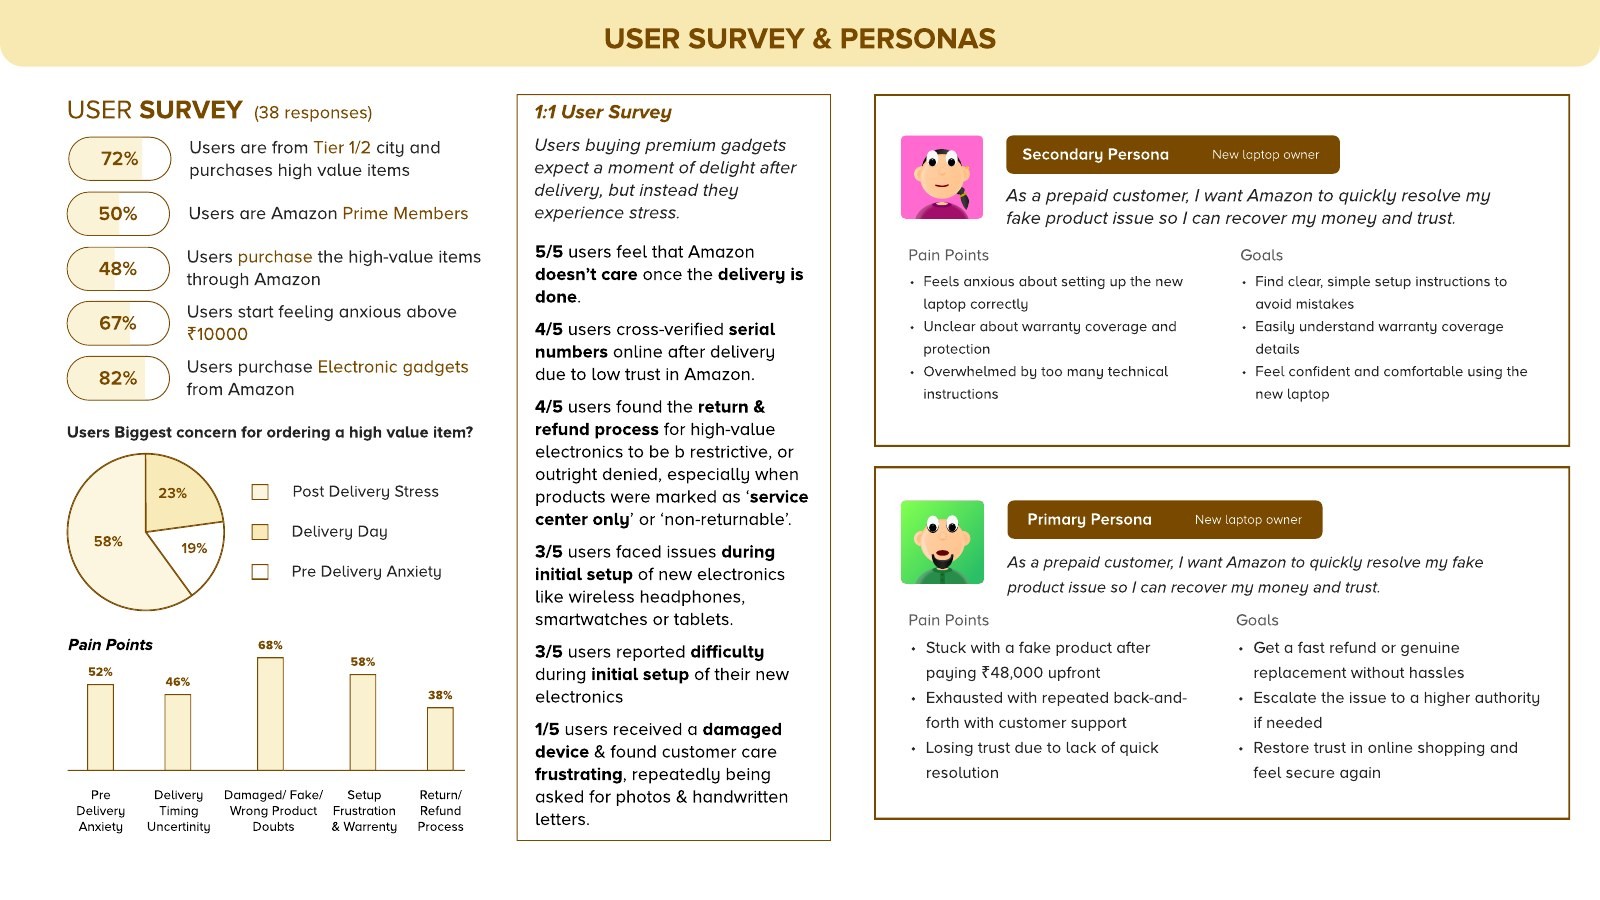 USER SURVEY & PERSONAS
USER SURVEY (38 responses)
72%
Users are from Tier 1/2 city and
purchases high value items
50%
Users are Amazon Prime Members
48%
Users purchase the high-value items
through Amazon
67%
Users start feeling anxious above
₹10000
82%
Users purchase Electronic gadgets
from Amazon
Users Biggest concern for ordering a high value item?
23%
58%
19%
Post Delivery Stress
Delivery Day
Pre Delivery Anxiety
Pain Points
52%
46%
68%
58%
38%
Pre
Delivery
Anxiety
Delivery
Timing
Uncertinity
Damaged/ Fake/
Wrong Product
Doubts
Setup
Frustration
& Warrenty
Return/
Refund
Process
1:1 User Survey
Users buying premium gadgets
expect a moment of delight after
delivery, but instead they
experience stress.
5/5 users feel that Amazon
doesn’t care once the delivery is
done.
4/5 users cross-verified serial
numbers online after delivery
due to low trust in Amazon.
4/5 users found the return &
refund process for high-value
electronics to be b restrictive, or
outright denied, especially when
products were marked as ‘service
center only’ or ‘non-returnable’.
3/5 users faced issues during
initial setup of new electronics
like wireless headphones,
smartwatches or tablets.
3/5 users reported difficulty
during initial setup of their new
electronics
1/5 users received a damaged
device & found customer care
frustrating, repeatedly being
asked for photos & handwritten
letters.
Secondary Persona New laptop owner
As a prepaid customer, I want Amazon to quickly resolve my
fake product issue so I can recover my money and trust.
Pain Points
• Feels anxious about setting up the new
laptop correctly
• Unclear about warranty coverage and
protection
• Overwhelmed by too many technical
instructions
Goals
• Find clear, simple setup instructions to
avoid mistakes
• Easily understand warranty coverage
details
• Feel confident and comfortable using the
new laptop
Primary Persona New laptop owner
As a prepaid customer, I want Amazon to quickly resolve my fake
product issue so I can recover my money and trust.
Pain Points
• Stuck with a fake product after
paying ₹48,000 upfront
• Exhausted with repeated back-and-
forth with customer support
• Losing trust due to lack of quick
resolution
Goals
• Get a fast refund or genuine
replacement without hassles
• Escalate the issue to a higher authority
if needed
• Restore trust in online shopping and
feel secure again